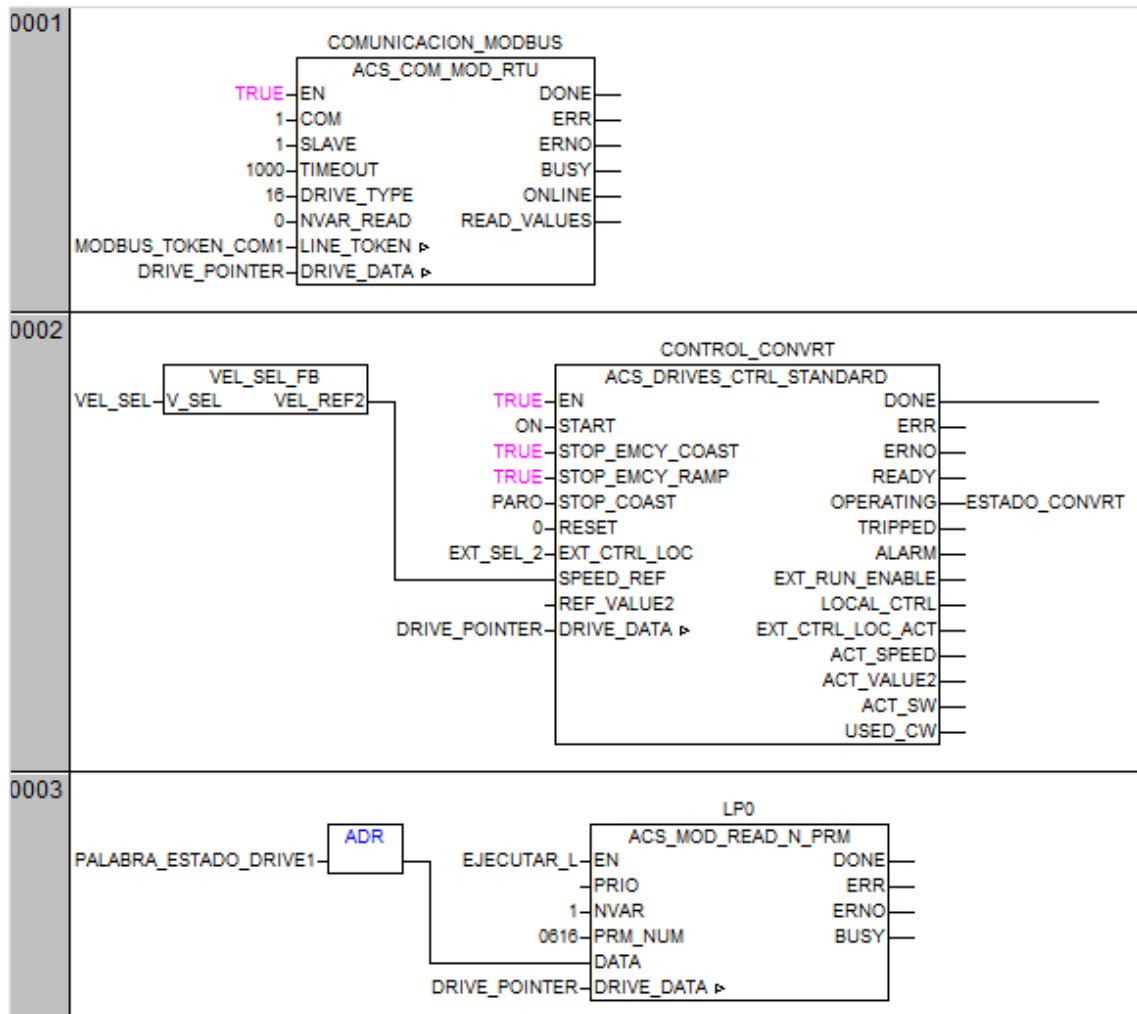 0001
COMUNICACION_MODBUS
ACS_COM_MOD_RTU
TRUE EN DONE
1 COM ERR
1 SLAVE ERNO
1000 TIMEOUT BUSY
16 DRIVE_TYPE ONLINE
0 NVAR_READ READ_VALUES
MODBUS_TOKEN_COM1 LINE_TOKEN
DRIVE_POINTER DRIVE_DATA
0002
CONTROL_CONVRT
VEL_SEL_FB ACS_DRIVES_CTRL_STANDARD
VEL_SEL V_SEL VEL_REF2 TRUE EN DONE
ON START ERR
TRUE STOP_EMCY_COAST ERNO
TRUE STOP_EMCY_RAMP READY
PARO STOP_COAST OPERATING ESTADO_CONVRT
0 RESET TRIPPED
EXT_SEL_2 EXT_CTRL_LOC ALARM
SPEED_REF EXT_RUN_ENABLE
REF_VALUE2 LOCAL_CTRL
DRIVE_POINTER DRIVE_DATA EXT_CTRL_LOC_ACT
ACT_SPEED
ACT_VALUE2
ACT_SW
USED_CW
0003
LP0
ADR ACS_MOD_READ_N_PRM
PALABRA_ESTADO_DRIVE1 EJECUTAR_L EN DONE
PRIO ERR
1 NVAR ERNO
0616 PRM_NUM BUSY
DATA
DRIVE_POINTER DRIVE_DATA